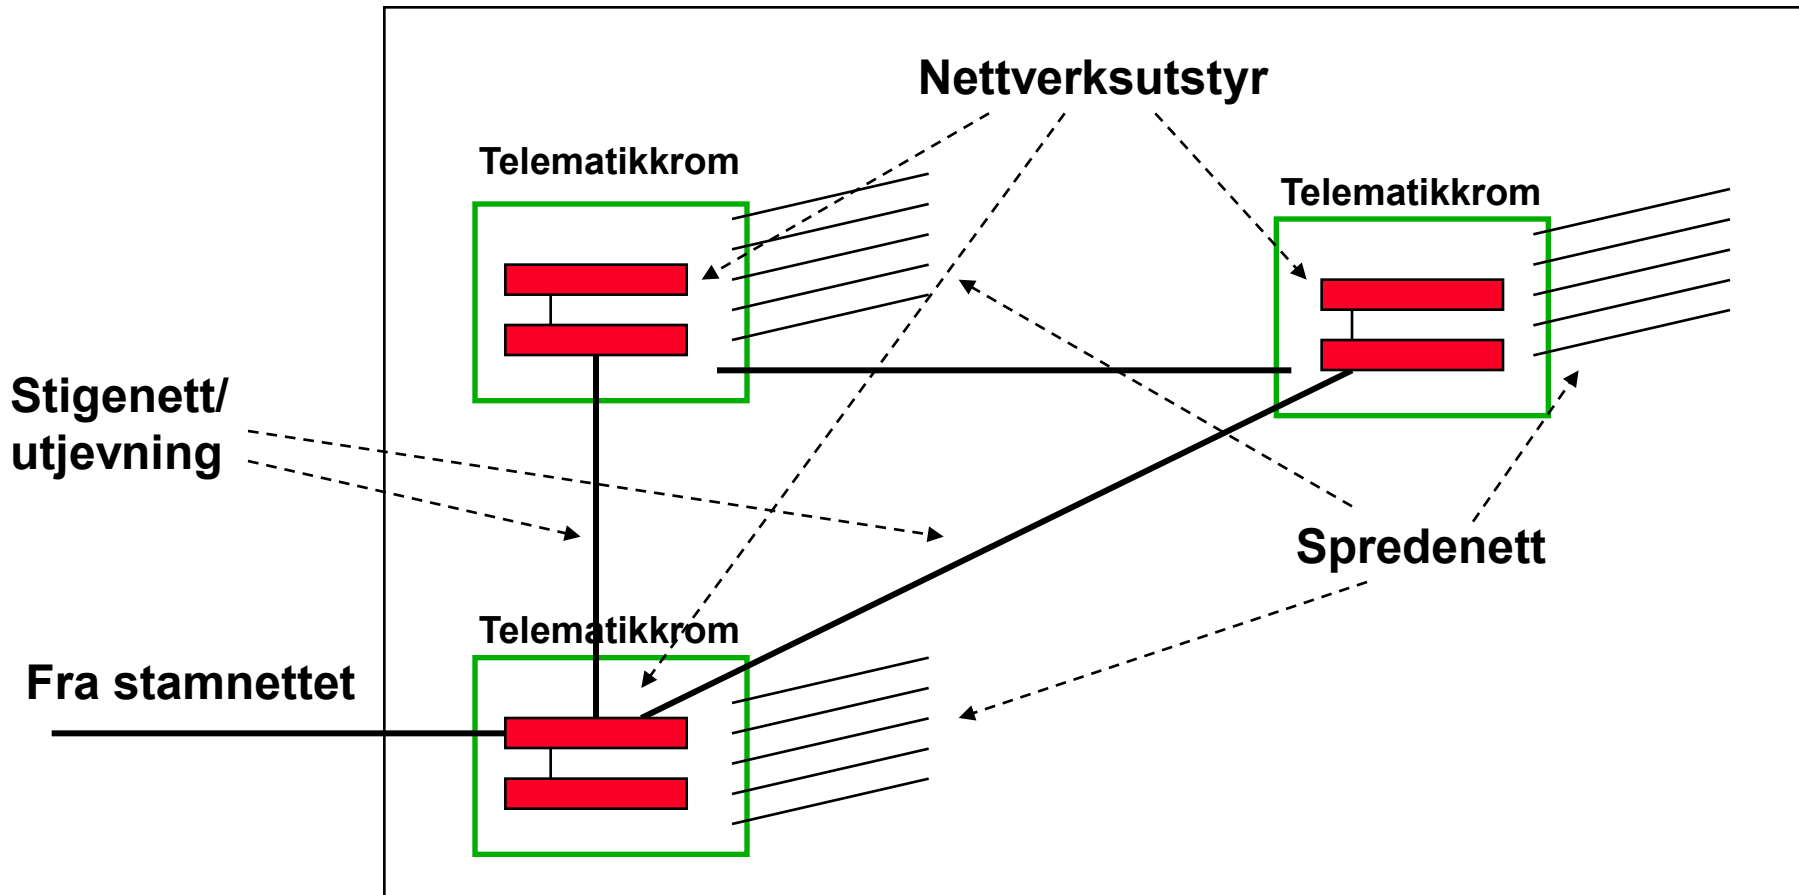 Nettverksutstyr
Telematikkrom
Telematikkrom
Stigenett/
utjevning
Spredenett
Telematikkrom
Fra stamnettet